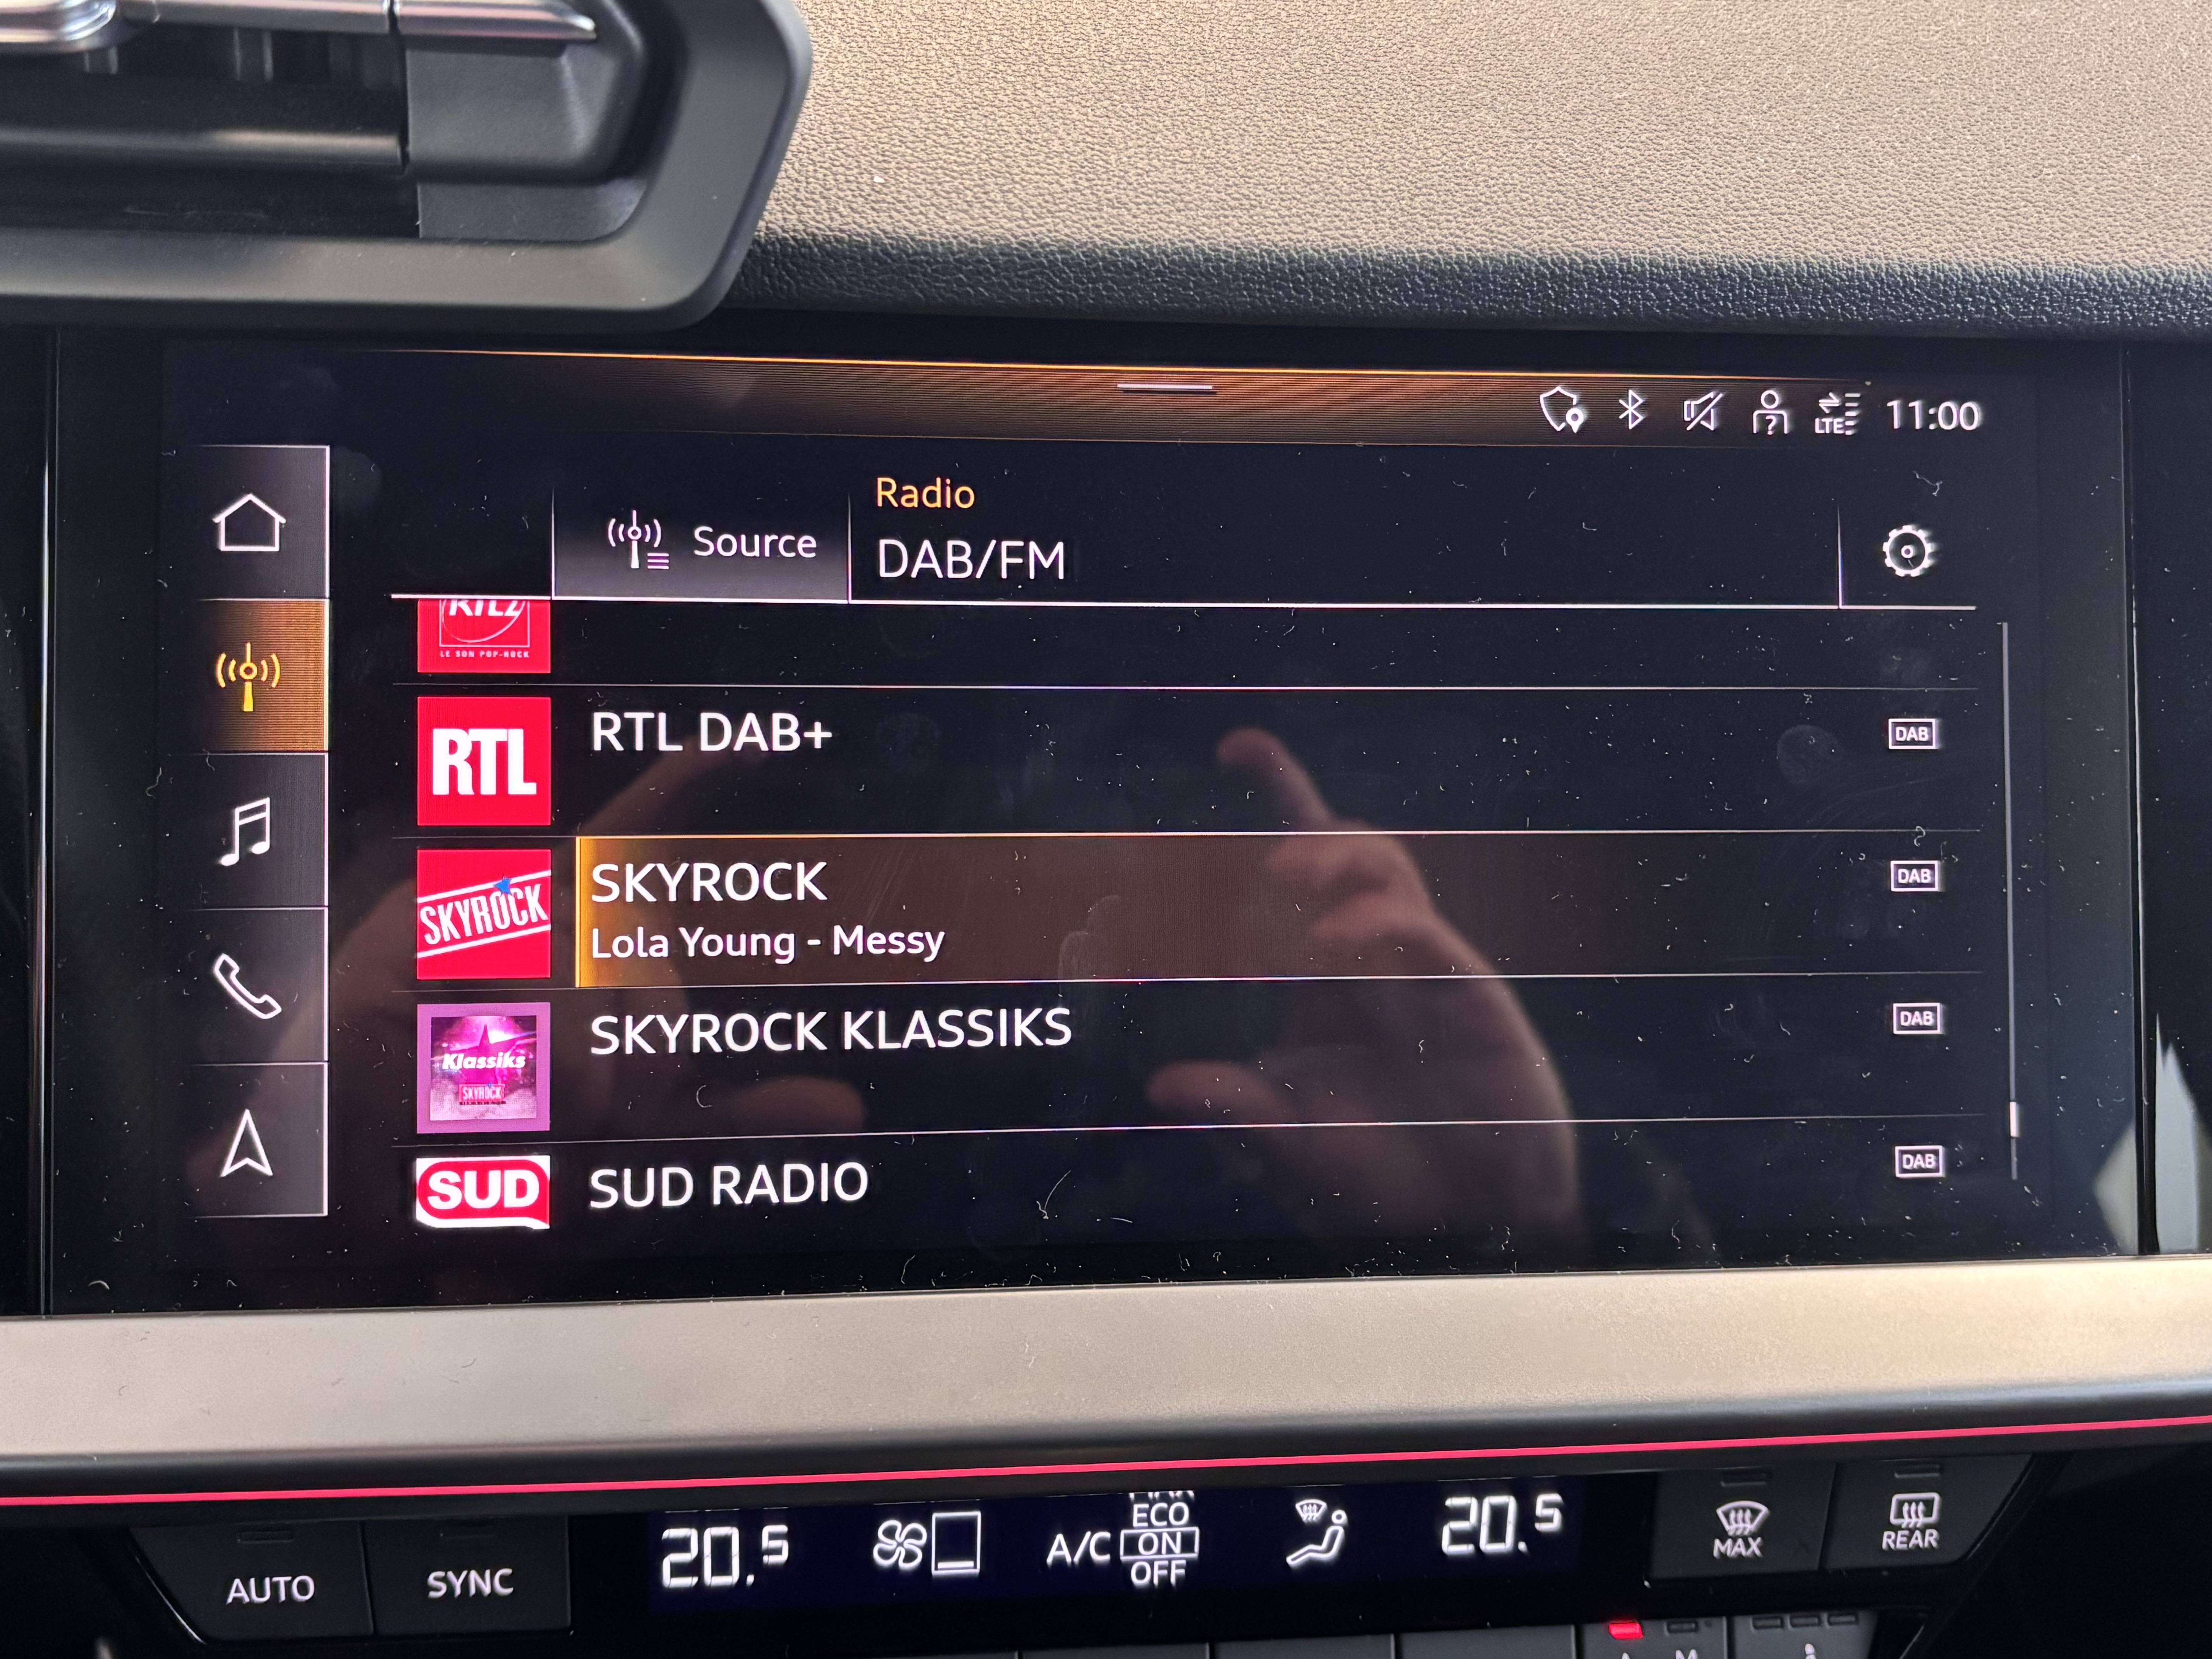 LTE
11:00
Radio
Source
DAB/FM
RTL2
LE SON POP-ROCK
RTL
RTL DAB+
DAB
SKYROCK
SKYROCK
DAB
Lola Young - Messy
Klassiks
SKYROCK
SKYROCK KLASSIKS
DAB
SUD
SUD RADIO
DAB
AUTO
SYNC
20.5
A/C
ECO
ON
OFF
20.5
MAX
REAR